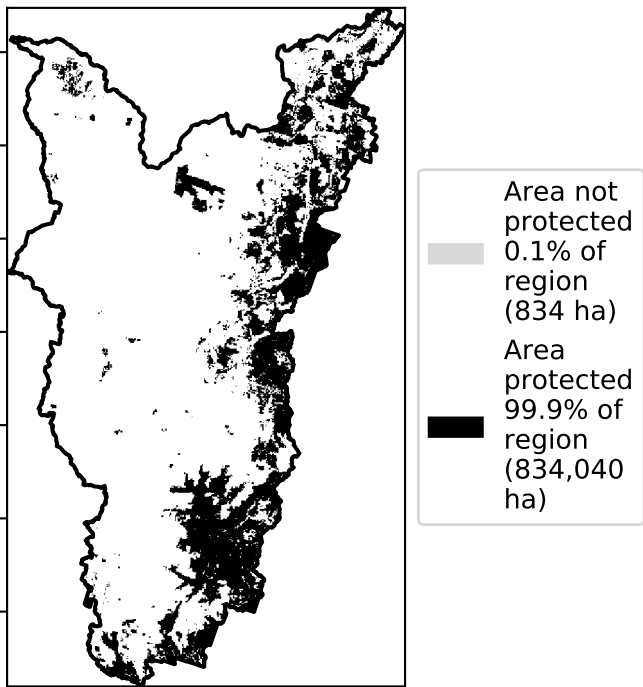 Area not
protected
0.1% of
region
(834 ha)
Area
protected
99.9% of
region
(834,040
ha)